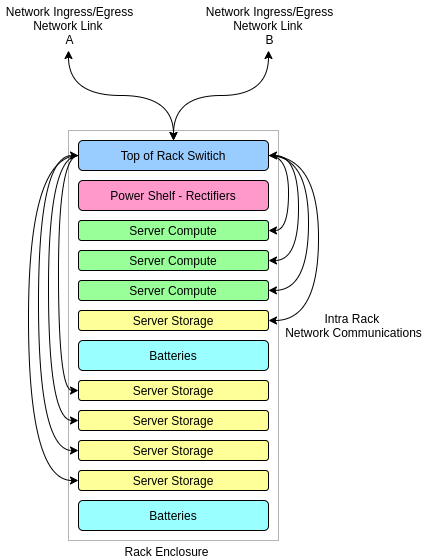 Network Ingress/Egress
Network Link
A
Network Ingress/Egress
Network Link
B
Top of Rack Switich
Power Shelf - Rectifiers
Server Compute
Server Compute
Server Compute
Server Storage
Intra Rack
Network Communications
Batteries
Server Storage
Server Storage
Server Storage
Server Storage
Batteries
Rack Enclosure